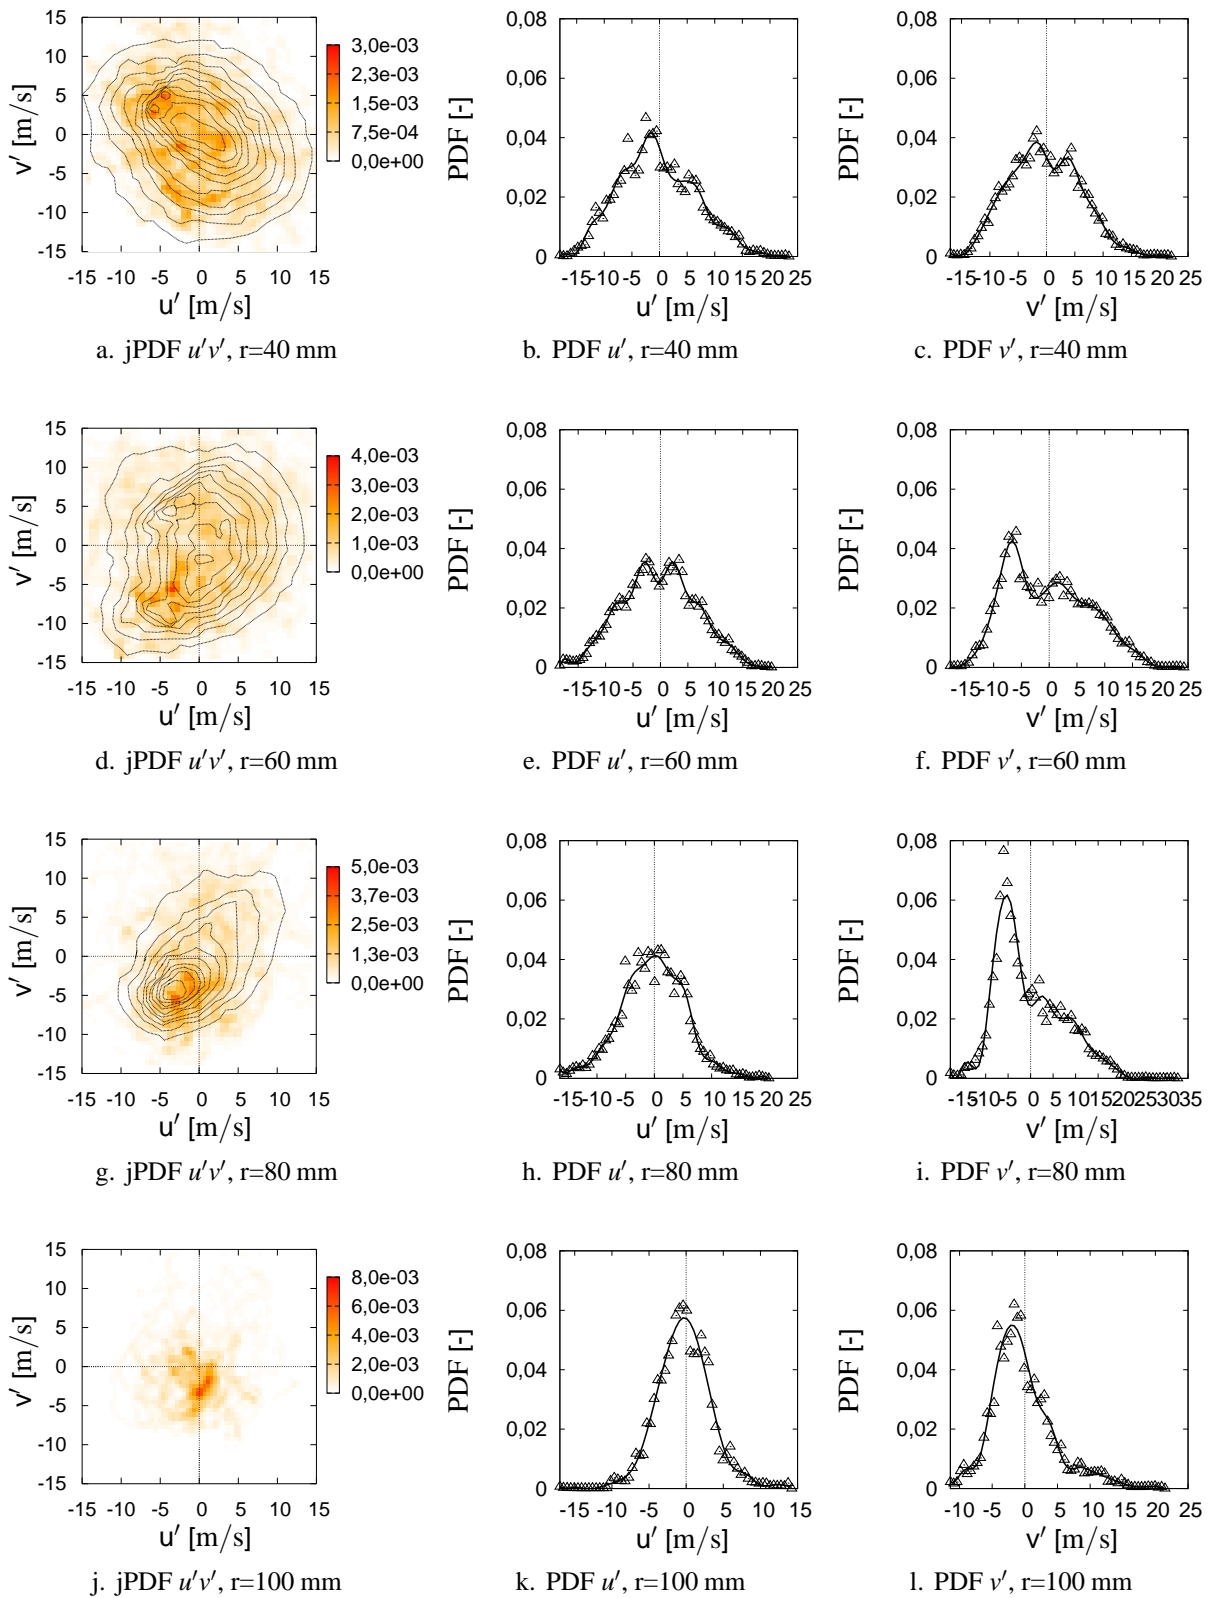 15
10
5
0
-5
-10
-15
-15 -10 -5 0 5 10 15
v′ [m/s]
u′ [m/s]
3,0e-03
2,3e-03
1,5e-03
7,5e-04
0,0e+00
a. jPDF u′v′, r=40 mm
0,08
0,06
0,04
0,02
0
PDF [-]
-15-10 -5 0 5 10 15 20 25
u′ [m/s]
b. PDF u′, r=40 mm
0,08
0,06
0,04
0,02
0
PDF [-]
-15-10 -5 0 5 10 15 20 25
v′ [m/s]
c. PDF v′, r=40 mm
15
10
5
0
-5
-10
-15
-15 -10 -5 0 5 10 15
v′ [m/s]
u′ [m/s]
4,0e-03
3,0e-03
2,0e-03
1,0e-03
0,0e+00
d. jPDF u′v′, r=60 mm
0,08
0,06
0,04
0,02
0
PDF [-]
-15-10 -5 0 5 10 15 20 25
u′ [m/s]
e. PDF u′, r=60 mm
0,08
0,06
0,04
0,02
0
PDF [-]
-15-10 -5 0 5 10 15 20 25
v′ [m/s]
f. PDF v′, r=60 mm
15
10
5
0
-5
-10
-15
-15 -10 -5 0 5 10 15
v′ [m/s]
u′ [m/s]
5,0e-03
3,7e-03
2,5e-03
1,3e-03
0,0e+00
g. jPDF u′v′, r=80 mm
0,08
0,06
0,04
0,02
0
PDF [-]
-15-10 -5 0 5 10 15 20 25
u′ [m/s]
h. PDF u′, r=80 mm
0,08
0,06
0,04
0,02
0
PDF [-]
-15-10-5 0 5 101520253035
v′ [m/s]
i. PDF v′, r=80 mm
15
10
5
0
-5
-10
-15
-15 -10 -5 0 5 10 15
v′ [m/s]
u′ [m/s]
8,0e-03
6,0e-03
4,0e-03
2,0e-03
0,0e+00
j. jPDF u′v′, r=100 mm
0,08
0,06
0,04
0,02
0
PDF [-]
-15 -10 -5 0 5 10 15
u′ [m/s]
k. PDF u′, r=100 mm
0,08
0,06
0,04
0,02
0
PDF [-]
-10 -5 0 5 10 15 20 25
v′ [m/s]
l. PDF v′, r=100 mm